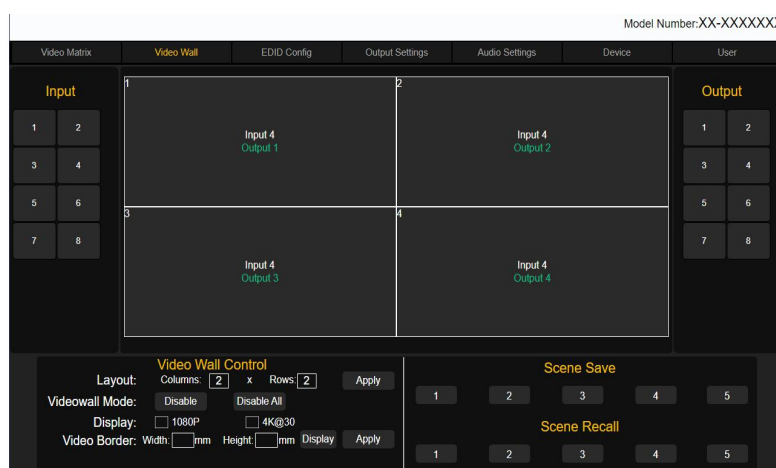 Model Number:XX-XXXXXX
Video Matrix Video Wall EDID Config Output Settings Audio Settings Device User
Input
1 2
3 4
5 6
7 8
1
Input 4
Output 1
2
Input 4
Output 2
3
Input 4
Output 3
4
Input 4
Output 4
Output
1 2
3 4
5 6
7 8
Video Wall Control
Layout: Columns: 2 x Rows: 2 Apply
Videowall Mode: Disable Disable All
Display: 1080P 4K@30
Video Border: Width: mm Height: mm Display Apply
Scene Save
1 2 3 4 5
Scene Recall
1 2 3 4 5